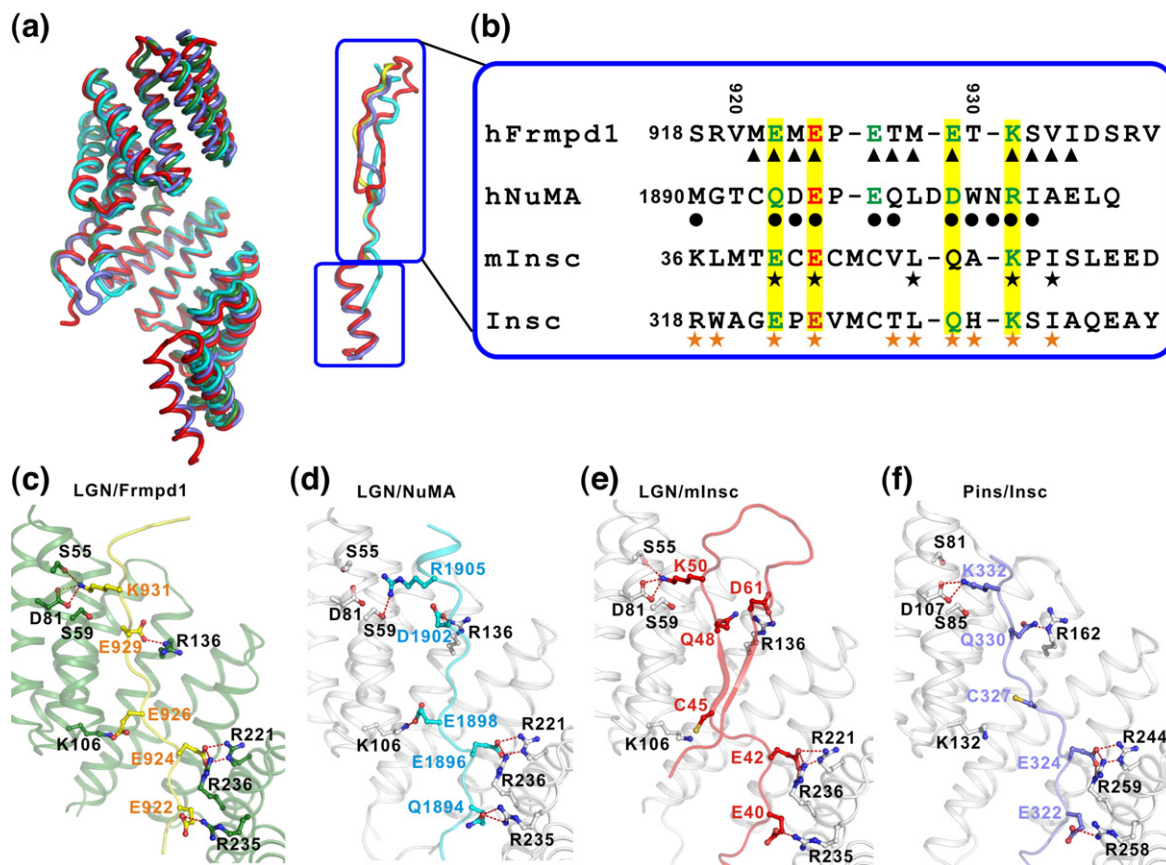 (a)
(b)
920 930
hFrmpd1 918 SRVMEMEP-ETM-ET-KSVIDSRV
hNuMA 1890 MGTCQDEP-EQLDDWNRIAELQ
mInsc 36 KLMTECECMCVL-QA-KPISLEED
Insc 318 RWAGEPEVMCTL-QH-KSIAQEAY
(c) LGN/Frmpd1
S55
K931
D81
S59
E929
R136
E926
K106
E924
R221
R236
E922
R235
(d) LGN/NuMA
S55
R1905
D81
S59
D1902
R136
K106
E1898
R221
E1896
R236
Q1894
R235
(e) LGN/mInsc
S55
K50
D61
D81
S59
Q48
R136
C45
K106
E42
R221
R236
E40
R235
(f) Pins/Insc
S81
K332
D107
S85
Q330
R162
C327
K132
R244
E324
R259
E322
R258